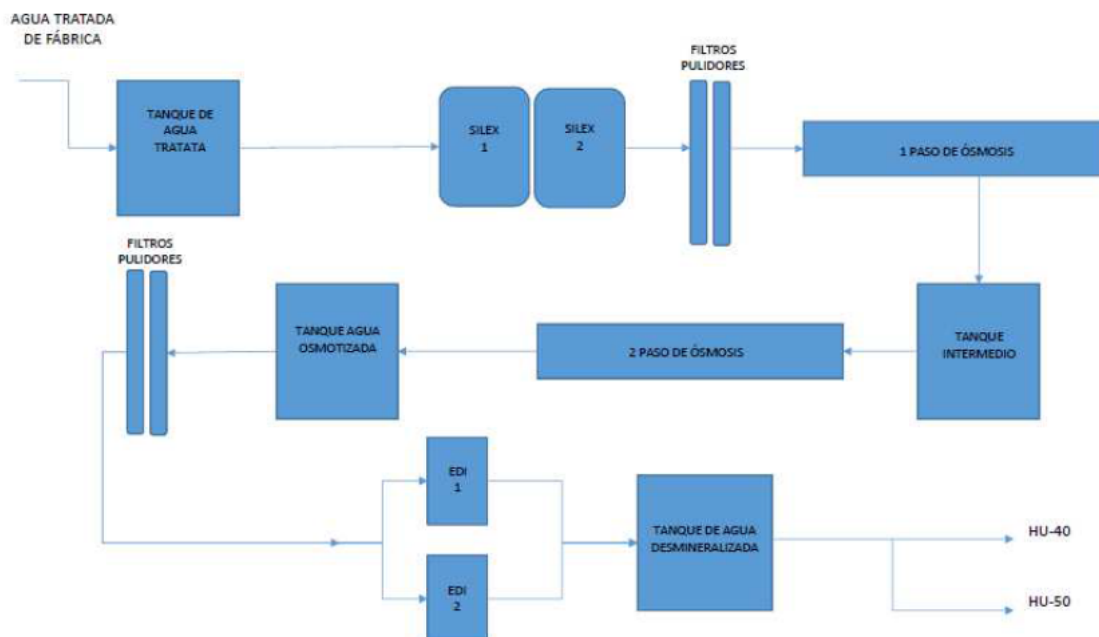 AGUA TRATADA
DE FÁBRICA
TANQUE DE
AGUA
TRATATA
SILEX
1
SILEX
2
FILTROS
PULIDORES
1 PASO DE ÓSMOSIS
FILTROS
PULIDORES
TANQUE AGUA
OSMOTIZADA
2 PASO DE ÓSMOSIS
TANQUE
INTERMEDIO
EDI
1
EDI
2
TANQUE DE AGUA
DESMINERALIZADA
HU-40
HU-50